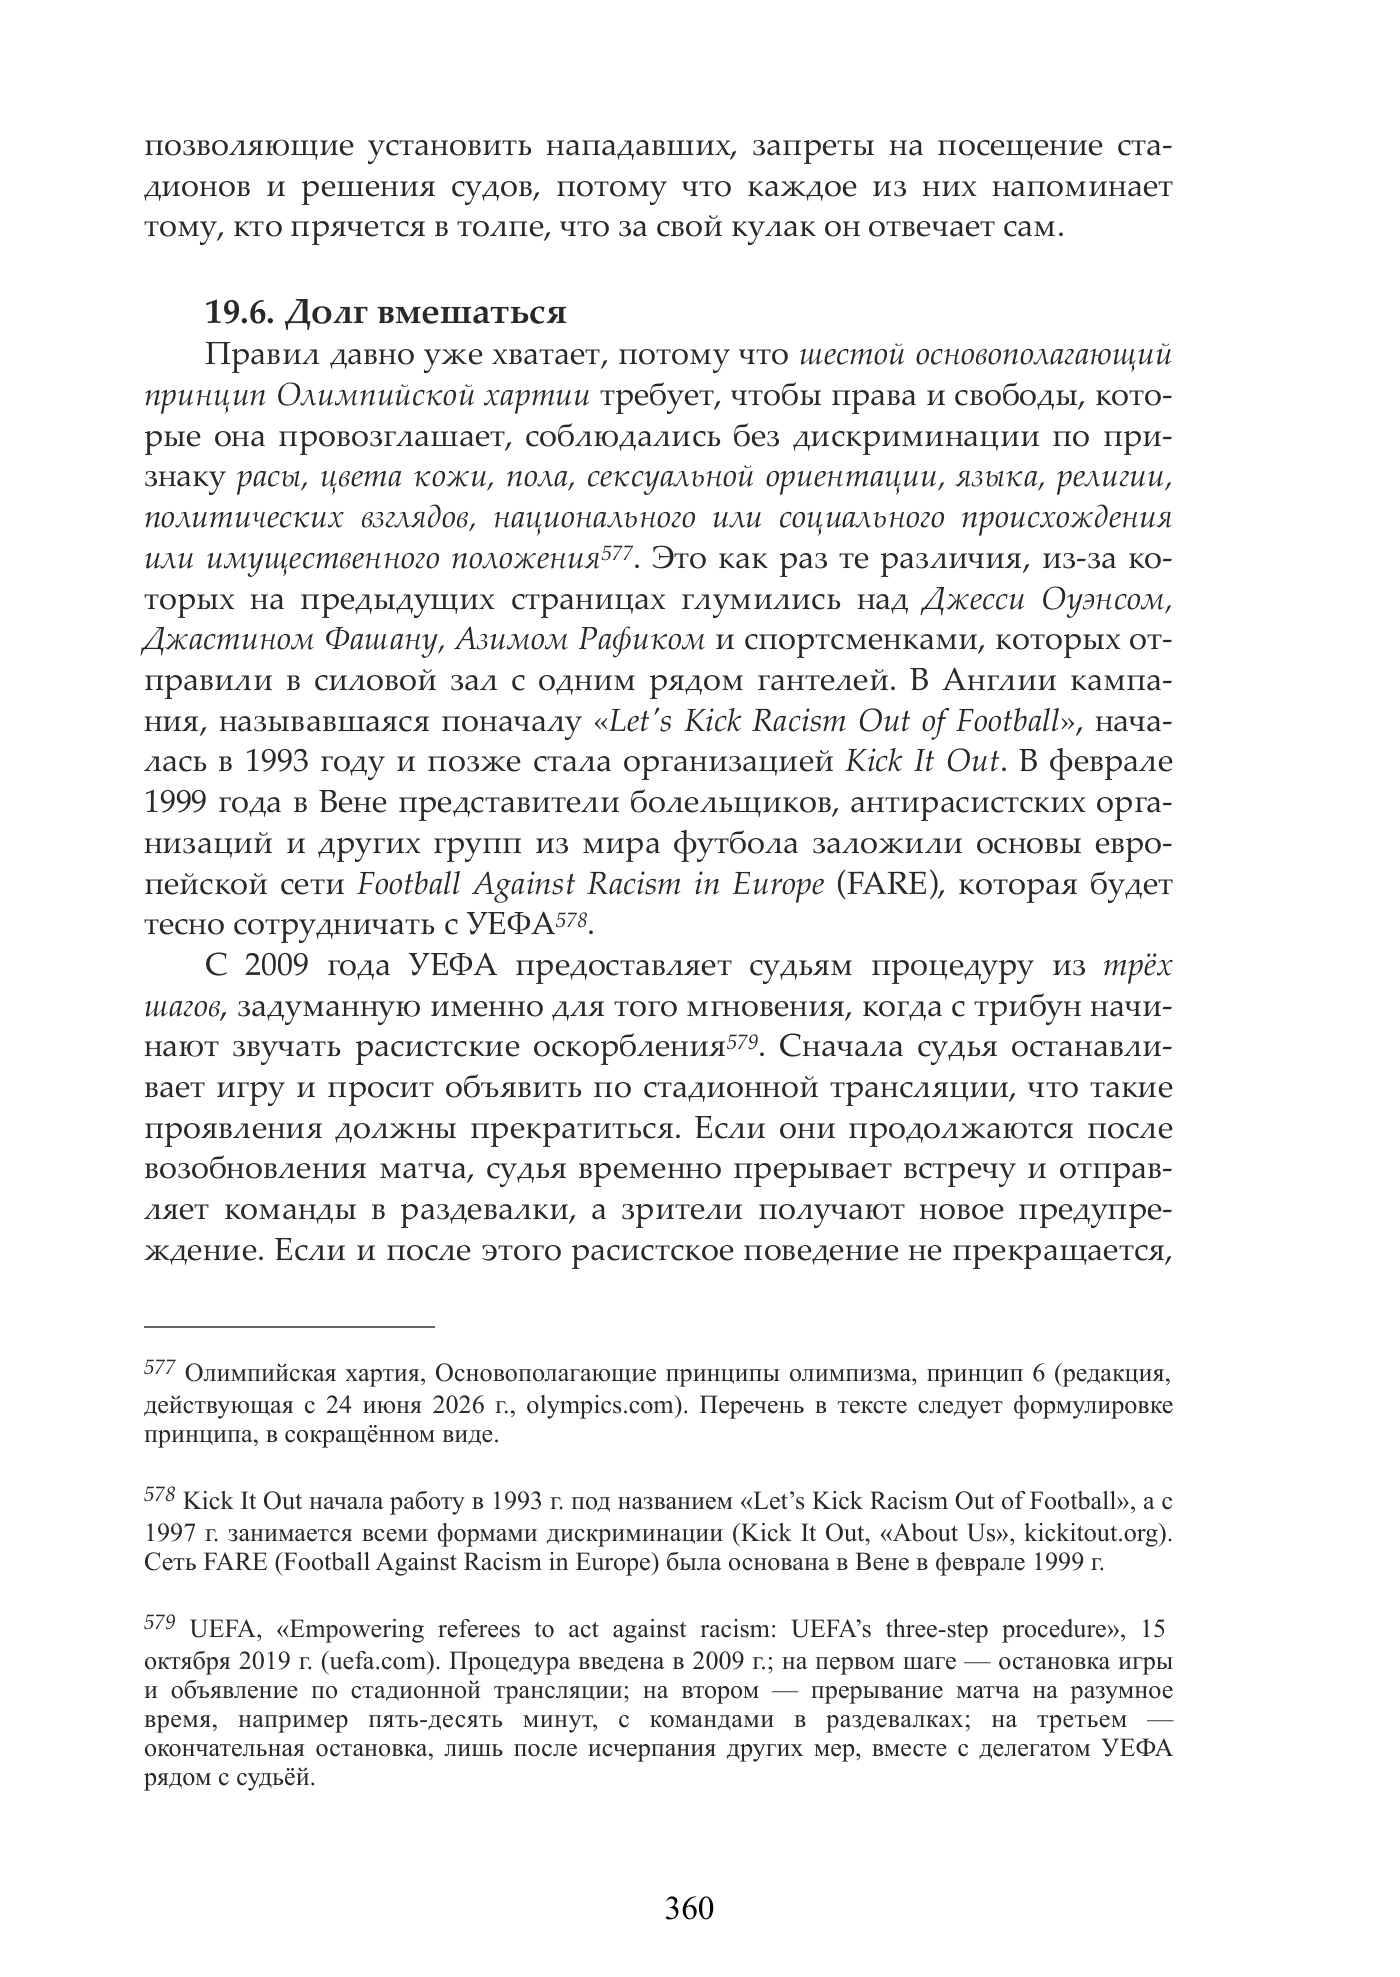 позволяющие установить нападавших, запреты на посещение ста-
дионов и решения судов, потому что каждое из них напоминает
тому, кто прячется в толпе, что за свой кулак он отвечает сам.
19.6. Долг вмешаться
Правил давно уже хватает, потому что шестой основополагающий
принцип Олимпийской хартии требует, чтобы права и свободы, кото-
рые она провозглашает, соблюдались без дискриминации по при-
знаку расы, цвета кожи, пола, сексуальной ориентации, языка, религии,
политических взглядов, национального или социального происхождения
или имущественного положения577. Это как раз те различия, из-за ко-
торых на предыдущих страницах глумились над Джесси Оуэнсом,
Джастином Фашану, Азимом Рафиком и спортсменками, которых от-
правили в силовой зал с одним рядом гантелей. В Англии кампа-
ния, называвшаяся поначалу «Let's Kick Racism Out of Football», нача-
лась в 1993 году и позже стала организацией Kick It Out. В феврале
1999 года в Вене представители болельщиков, антирасистских орга-
низаций и других групп из мира футбола заложили основы евро-
пейской сети Football Against Racism in Europe (FARE), которая будет
тесно сотрудничать с УЕФА578.
С 2009 года УЕФА предоставляет судьям процедуру из трёх
шагов, задуманную именно для того мгновения, когда с трибун начи-
нают звучать расистские оскорбления579. Сначала судья останавли-
вает игру и просит объявить по стадионной трансляции, что такие
проявления должны прекратиться. Если они продолжаются после
возобновления матча, судья временно прерывает встречу и отправ-
ляет команды в раздевалки, а зрители получают новое предупре-
ждение. Если и после этого расистское поведение не прекращается,
577 Олимпийская хартия, Основополагающие принципы олимпизма, принцип 6 (редакция,
действующая с 24 июня 2026 г., olympics.com). Перечень в тексте следует формулировке
принципа, в сокращённом виде.
578 Kick It Out начала работу в 1993 г. под названием «Let’s Kick Racism Out of Football», а с
1997 г. занимается всеми формами дискриминации (Kick It Out, «About Us», kickitout.org).
Сеть FARE (Football Against Racism in Europe) была основана в Вене в феврале 1999 г.
579 UEFA, «Empowering referees to act against racism: UEFA’s three-step procedure», 15
октября 2019 г. (uefa.com). Процедура введена в 2009 г.; на первом шаге — остановка игры
и объявление по стадионной трансляции; на втором — прерывание матча на разумное
время, например пять-десять минут, с командами в раздевалках; на третьем —
окончательная остановка, лишь после исчерпания других мер, вместе с делегатом УЕФА
рядом с судьёй.
360